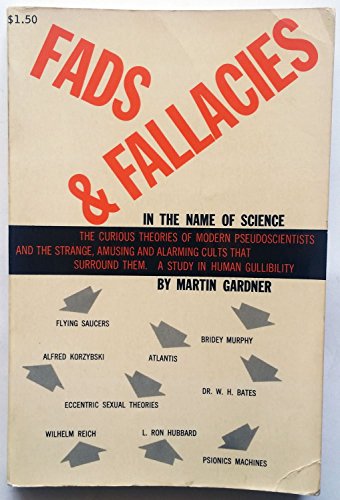 $1.50
FADS
& FALLACIES
IN THE NAME OF SCIENCE
THE CURIOUS THEORIES OF MODERN PSEUDOSCIENTISTS
AND THE STRANGE, AMUSING AND ALARMING CULTS THAT
SURROUND THEM. A STUDY IN HUMAN GULLIBILITY
BY MARTIN GARDNER
FLYING SAUCERS
BRIDEY MURPHY
ALFRED KORZYBSKI
ATLANTIS
DR. W. H. BATES
ECCENTRIC SEXUAL THEORIES
WILHELM REICH
L. RON HUBBARD
PSIONICS MACHINES